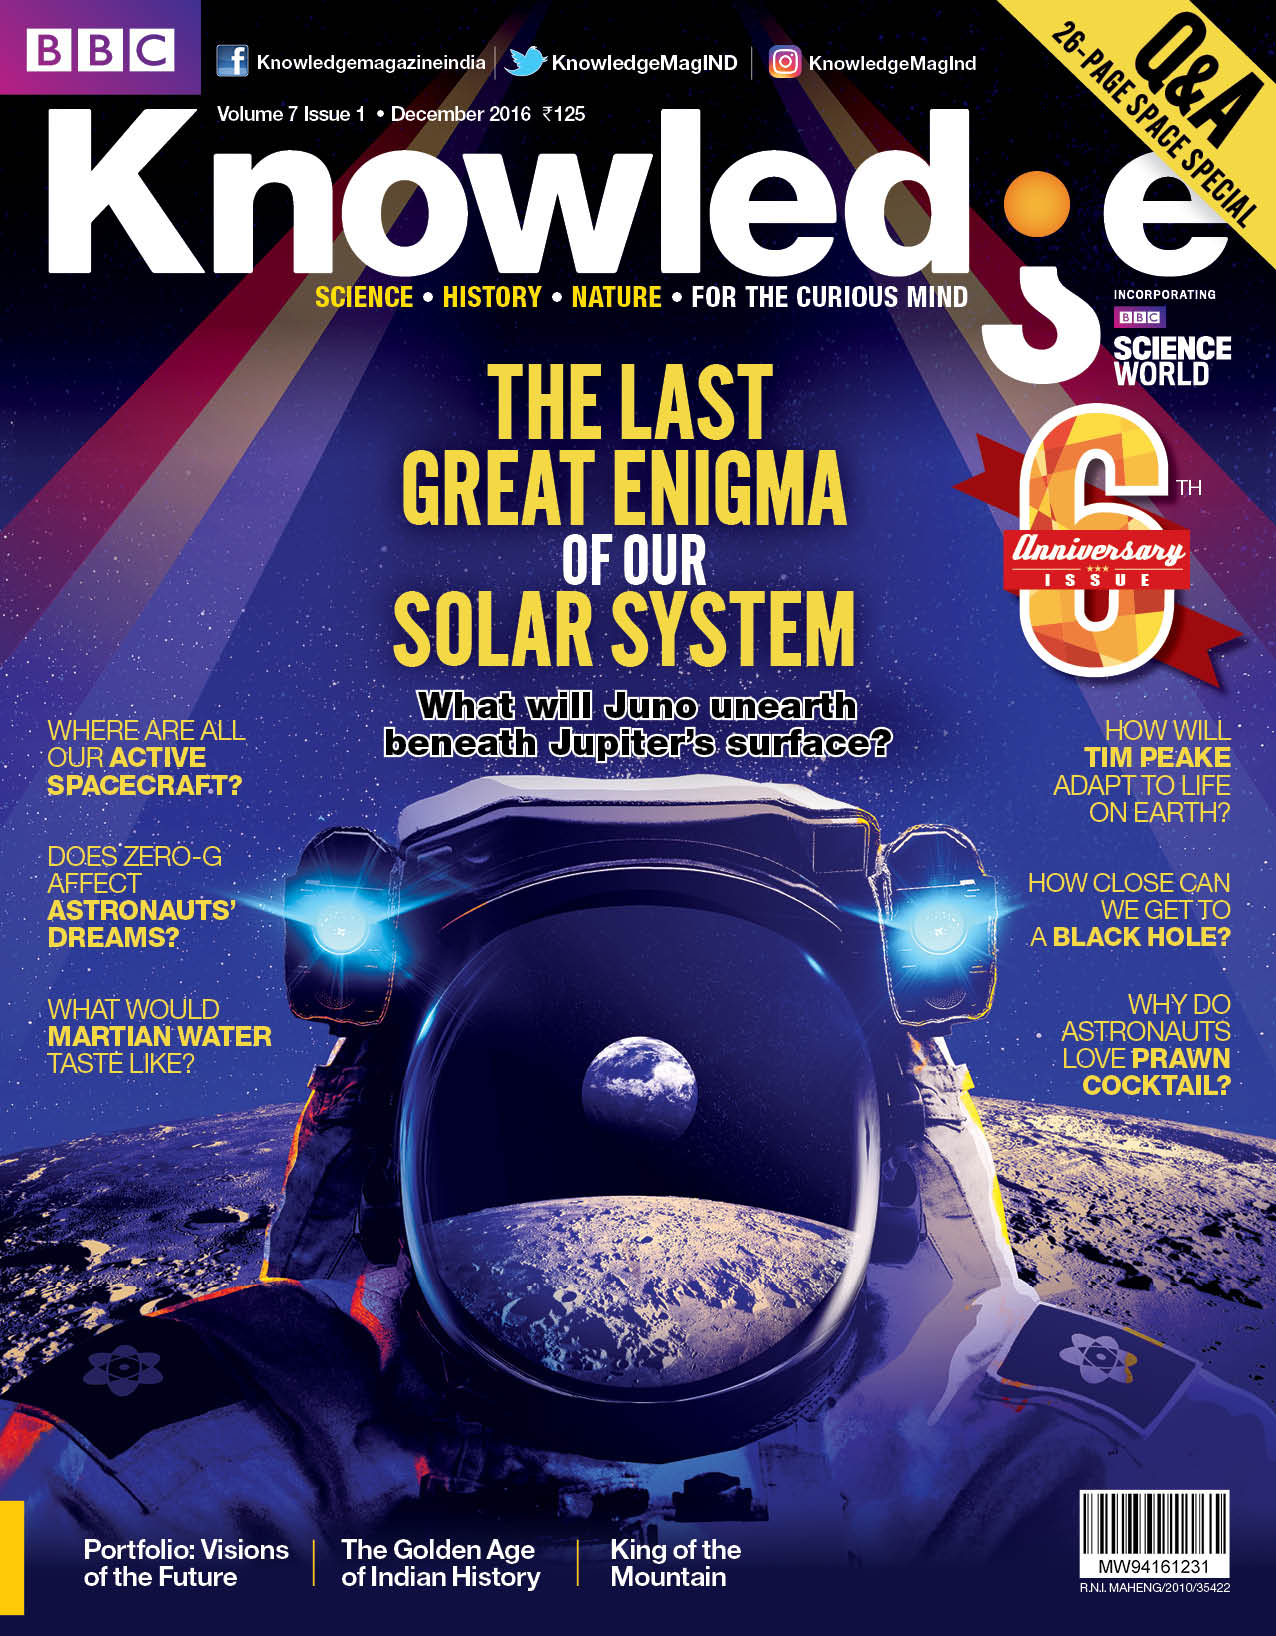 BBC
Knowledgemagazineindia
KnowledgeMagIND
KnowledgeMagInd
Volume 7 Issue 1 • December 2016 ₹125
Q&A
26-PAGE SPACE SPECIAL
Knowledge
SCIENCE • HISTORY • NATURE • FOR THE CURIOUS MIND
INCORPORATING
BBC
SCIENCE
WORLD
THE LAST
GREAT ENIGMA
OF OUR
SOLAR SYSTEM
What will Juno unearth
beneath Jupiter's surface?
6TH
Anniversary
ISSUE
WHERE ARE ALL
OUR ACTIVE
SPACECRAFT?
DOES ZERO-G
AFFECT
ASTRONAUTS'
DREAMS?
WHAT WOULD
MARTIAN WATER
TASTE LIKE?
HOW WILL
TIM PEAKE
ADAPT TO LIFE
ON EARTH?
HOW CLOSE CAN
WE GET TO
A BLACK HOLE?
WHY DO
ASTRONAUTS
LOVE PRAWN
COCKTAIL?
Portfolio: Visions
of the Future
The Golden Age
of Indian History
King of the
Mountain
MW94161231
R.N.I. MAHENG/2010/35422